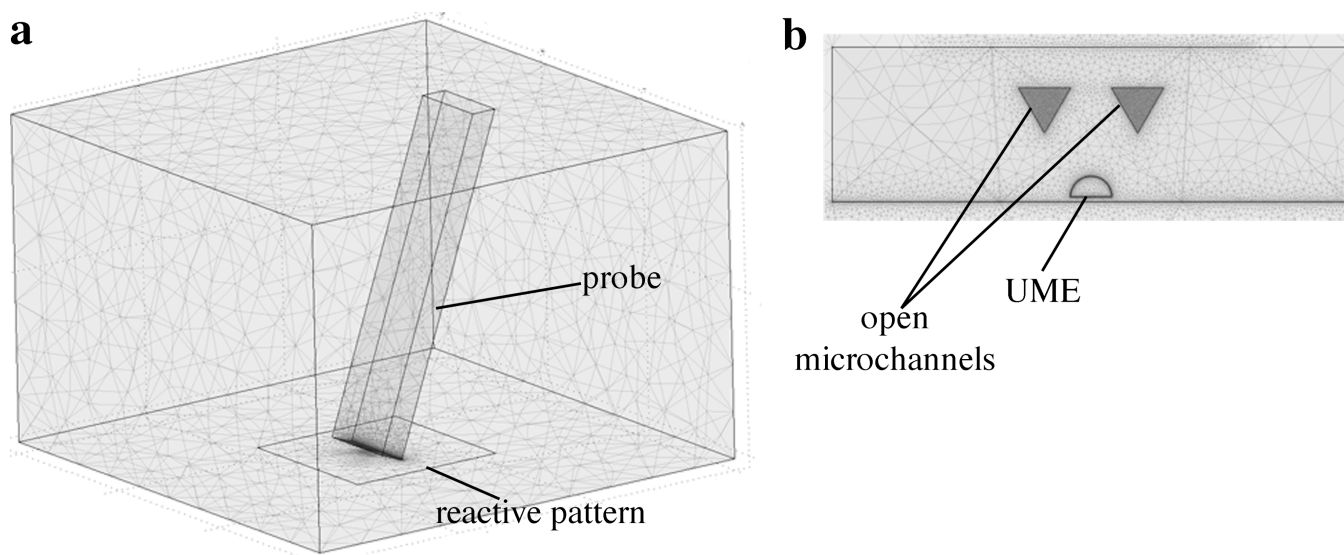 a
b
probe
UME
open
microchannels
reactive pattern